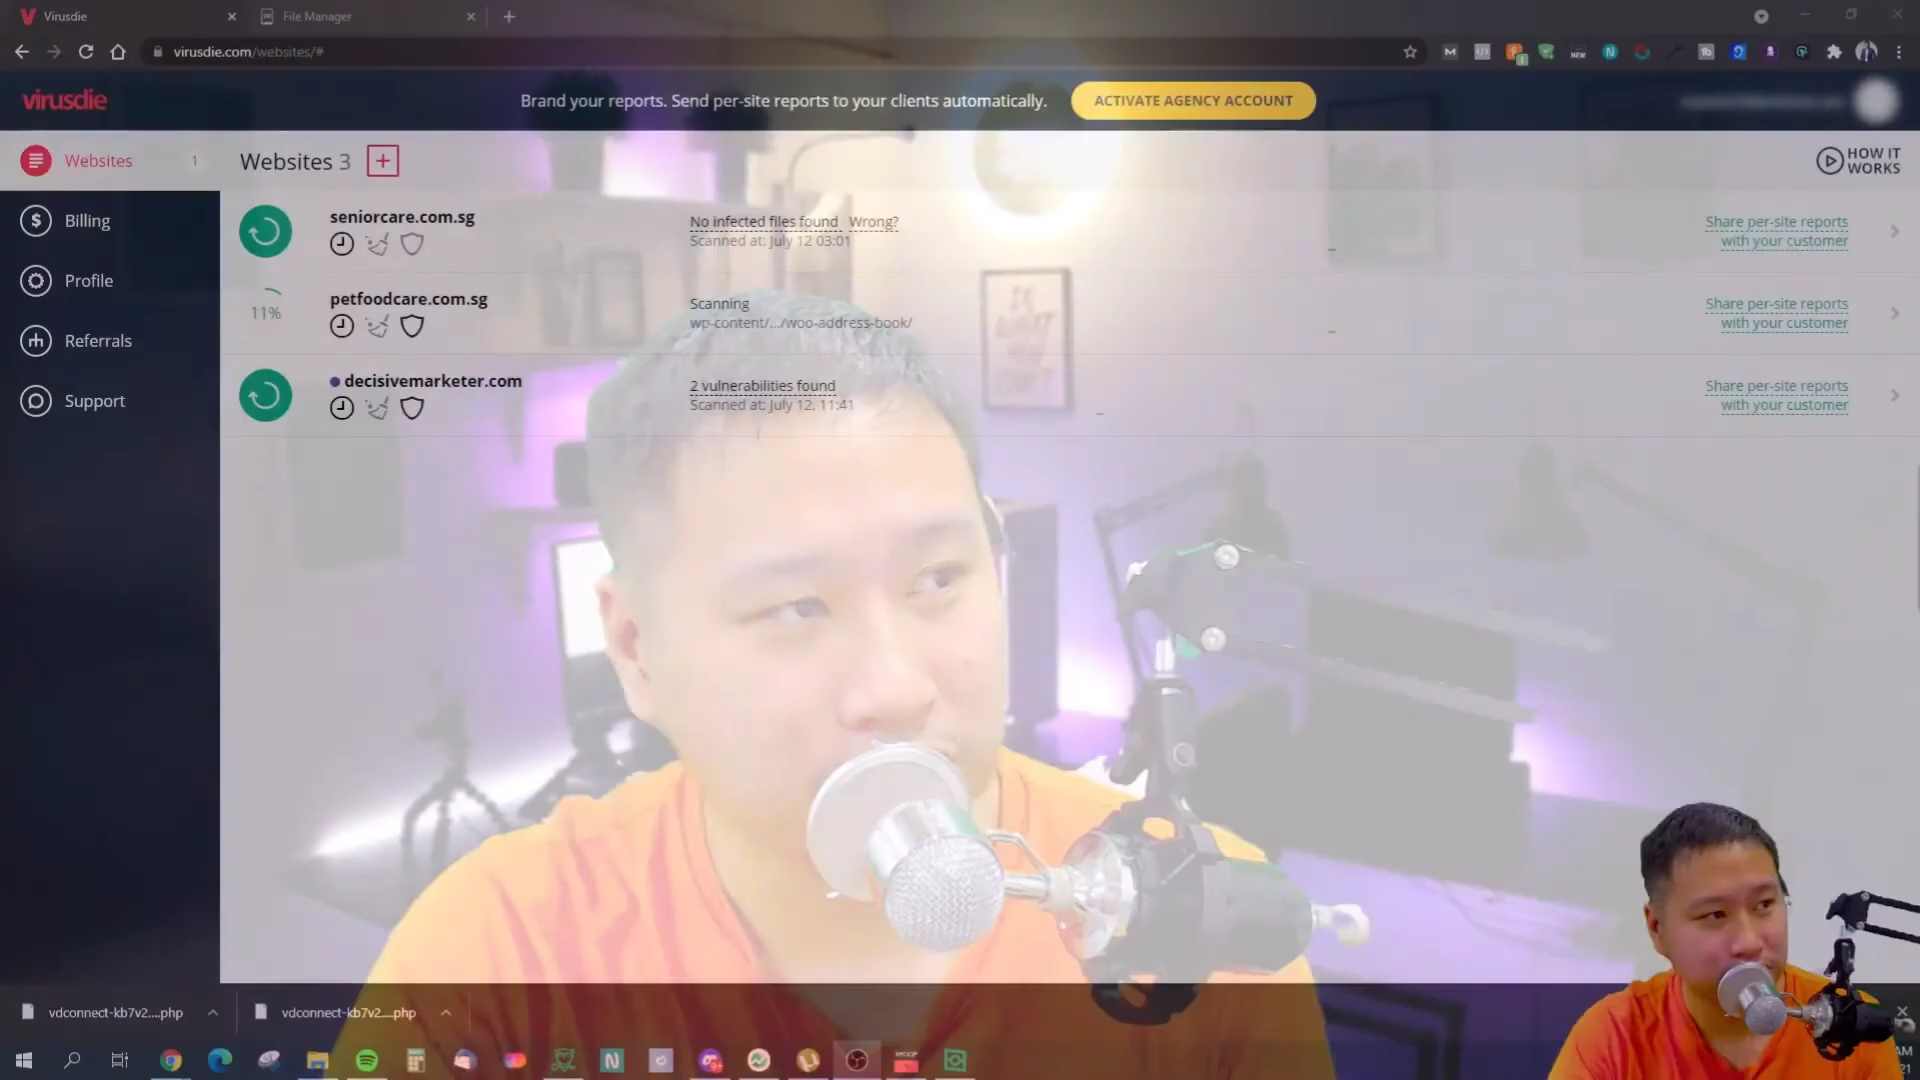 Virusdie
File Manager
virusdie.com/websites/#
virusdie
Brand your reports. Send per-site reports to your clients automatically.
ACTIVATE AGENCY ACCOUNT
Websites 1
Websites 3
HOW IT WORKS
Billing
Profile
Referrals
Support
seniorcare.com.sg
No infected files found Wrong?
Scanned at: July 12 03:01
Share per-site reports
with your customer
11%
petfoodcare.com.sg
Scanning
wp-content/.../woo-address-book/
Share per-site reports
with your customer
decisivemarketer.com
2 vulnerabilities found
Scanned at: July 12, 11:41
Share per-site reports
with your customer
vdconnect-kb7v2....php
vdconnect-kb7v2....php